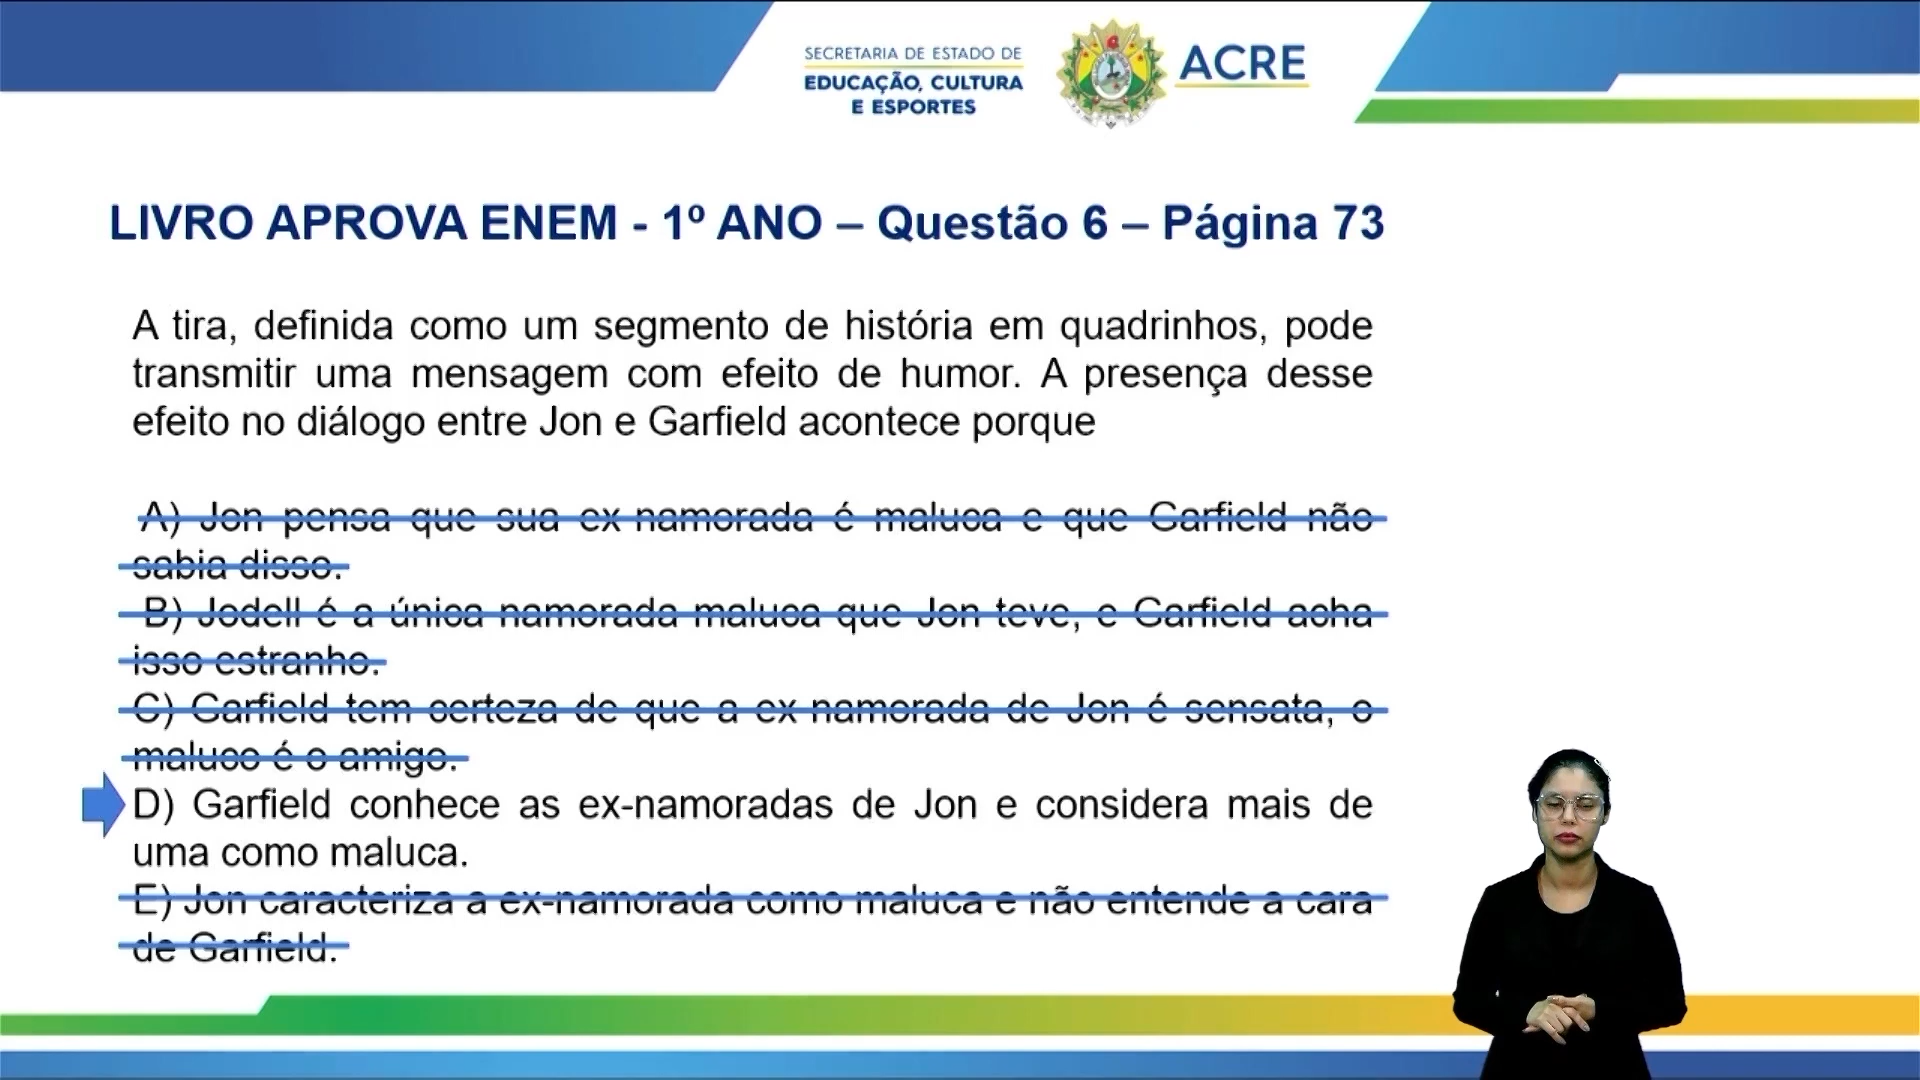 SECRETARIA DE ESTADO DE
EDUCAÇÃO, CULTURA
E ESPORTES
ACRE
LIVRO APROVA ENEM - 1º ANO – Questão 6 – Página 73
A tira, definida como um segmento de história em quadrinhos, pode
transmitir uma mensagem com efeito de humor. A presença desse
efeito no diálogo entre Jon e Garfield acontece porque
A) Jon pensa que sua ex-namorada é maluca e que Garfield não
sabia disso.
B) Jodell é a única namorada maluca que Jon teve, e Garfield acha
isso estranho.
C) Garfield tem certeza de que a ex-namorada de Jon é sensata, o
maluco é o amigo.
D) Garfield conhece as ex-namoradas de Jon e considera mais de
uma como maluca.
E) Jon caracteriza a ex-namorada como maluca e não entende a cara
de Garfield.